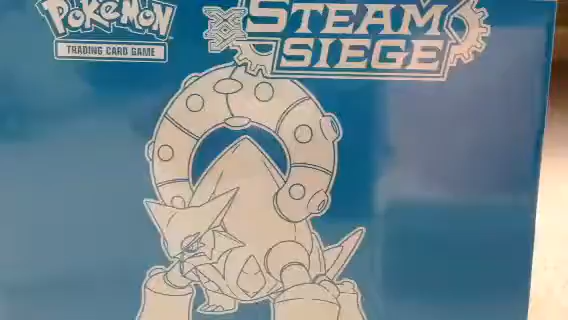 POKéMON
TRADING CARD GAME
XY
STEAM
SIEGE